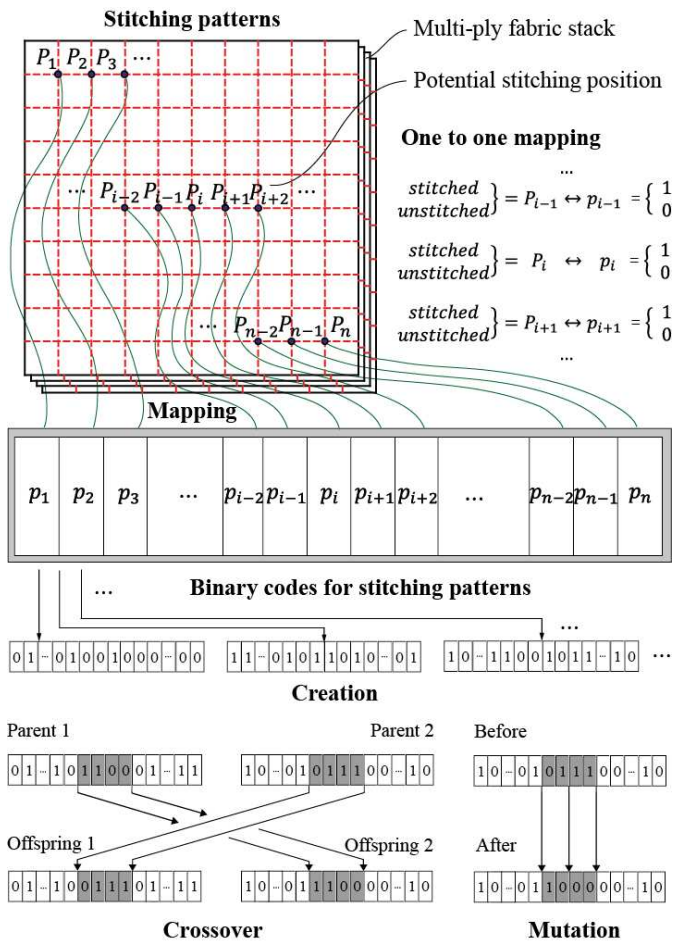 Stitching patterns
Multi-ply fabric stack
P₁ P₂ P₃ ...
Potential stitching position
One to one mapping
...
stitched
unstitched} = Pᵢ₋₁ ↔ pᵢ₋₁ = {1
0
... Pᵢ₋₂ Pᵢ₋₁ Pᵢ Pᵢ₊₁ Pᵢ₊₂ ...
stitched
unstitched} = Pᵢ ↔ pᵢ = {1
0
stitched
unstitched} = Pᵢ₊₁ ↔ pᵢ₊₁ = {1
0
...
... Pₙ₋₂ Pₙ₋₁ Pₙ
Mapping
p₁ p₂ p₃ ... pᵢ₋₂ pᵢ₋₁ pᵢ pᵢ₊₁ pᵢ₊₂ ... pₙ₋₂ pₙ₋₁ pₙ
... Binary codes for stitching patterns
...
0 1 ... 0 1 0 0 1 0 0 0 ... 0 0
1 1 ... 0 1 0 1 1 0 1 0 ... 0 1
1 0 ... 1 1 0 0 1 0 1 1 ... 1 0 ...
Creation
Parent 1
Parent 2
Before
0 1 ... 1 0 1 1 0 0 0 1 ... 1 1
1 0 ... 0 1 0 1 1 1 0 0 ... 1 0
1 0 ... 0 1 0 1 1 1 0 0 ... 1 0
Offspring 1
Offspring 2
After
0 1 ... 1 0 0 1 1 1 0 1 ... 1 1
1 0 ... 0 1 1 1 0 0 0 0 ... 1 0
1 0 ... 0 1 1 0 0 0 0 0 ... 1 0
Crossover
Mutation